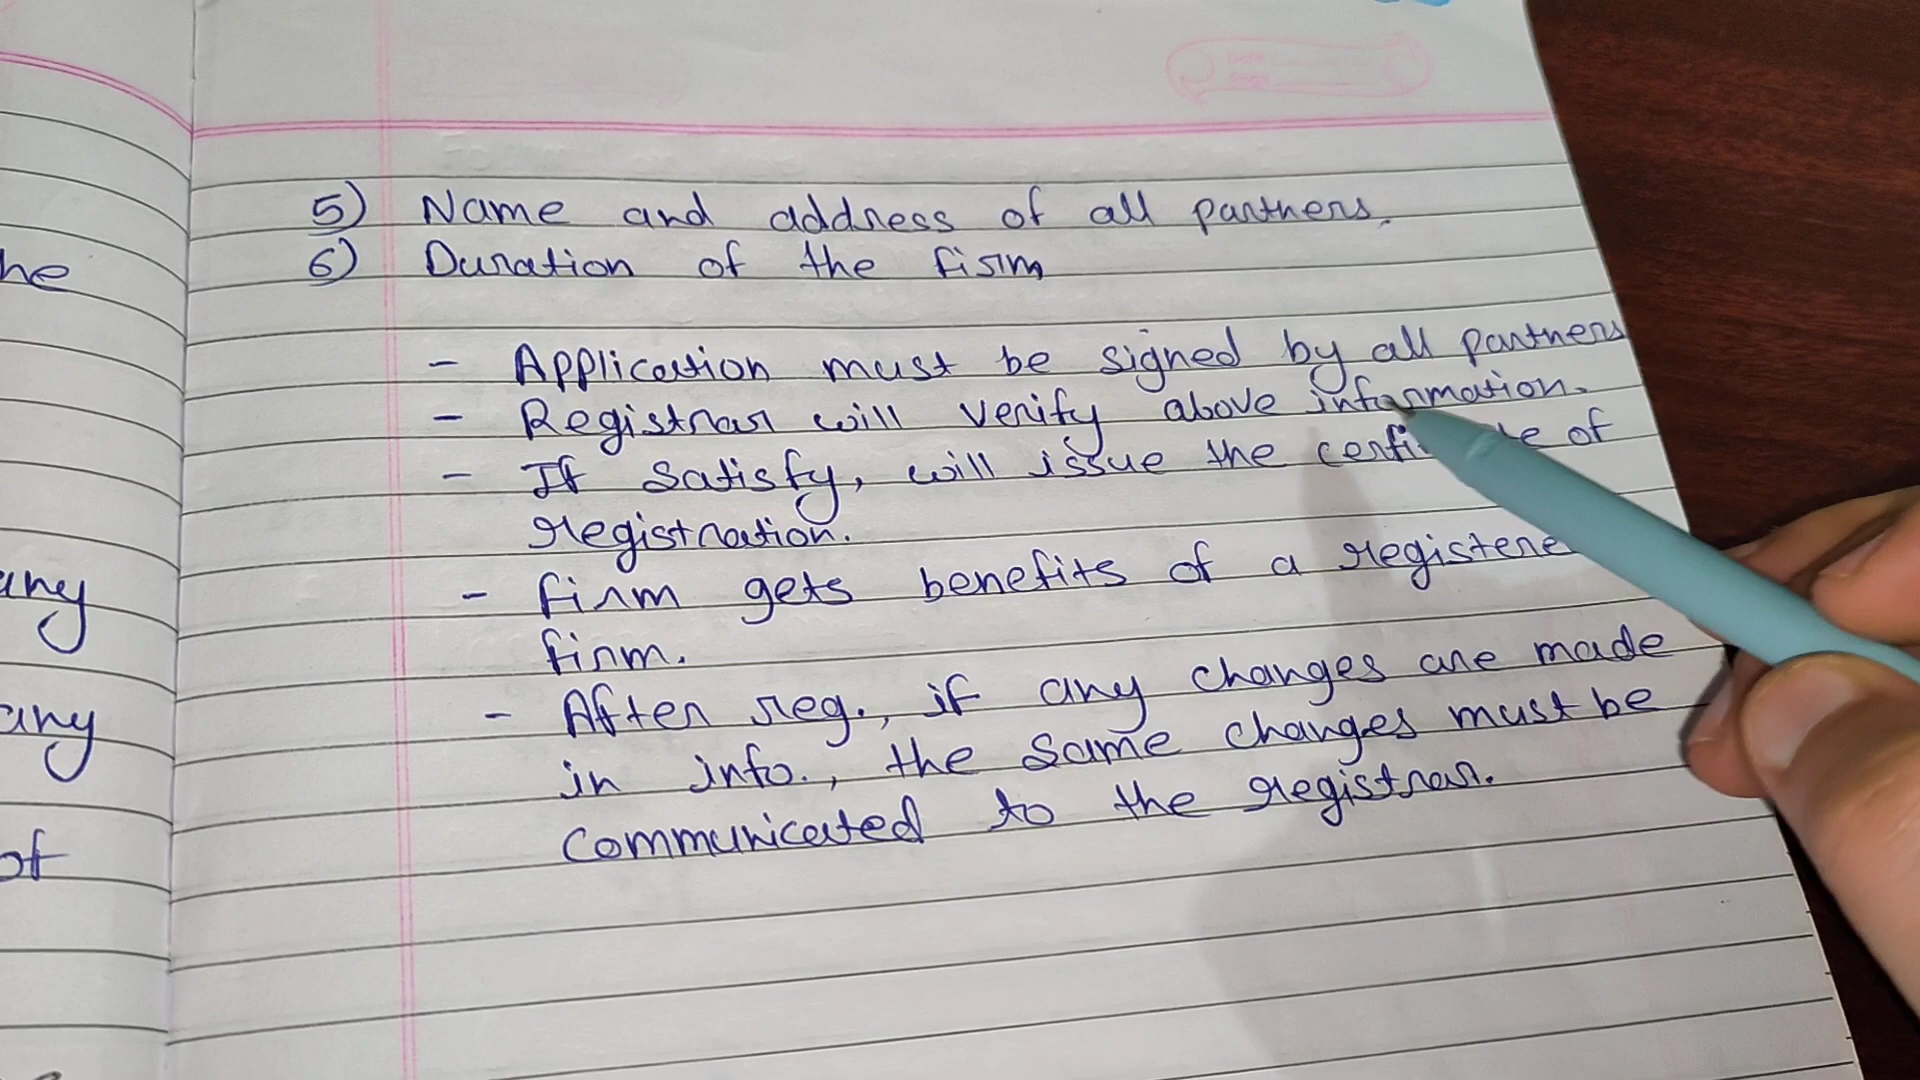 he
any
any
of
5) Name and address of all partners.
6) Duration of the firm
- Application must be signed by all partners
- Registrar will verify above information.
- If satisfy, will issue the of
registration.
- firm gets benefits of a
firm.
- After reg., if any changes are made
in info., the same changes must be
communicated to the registrar.